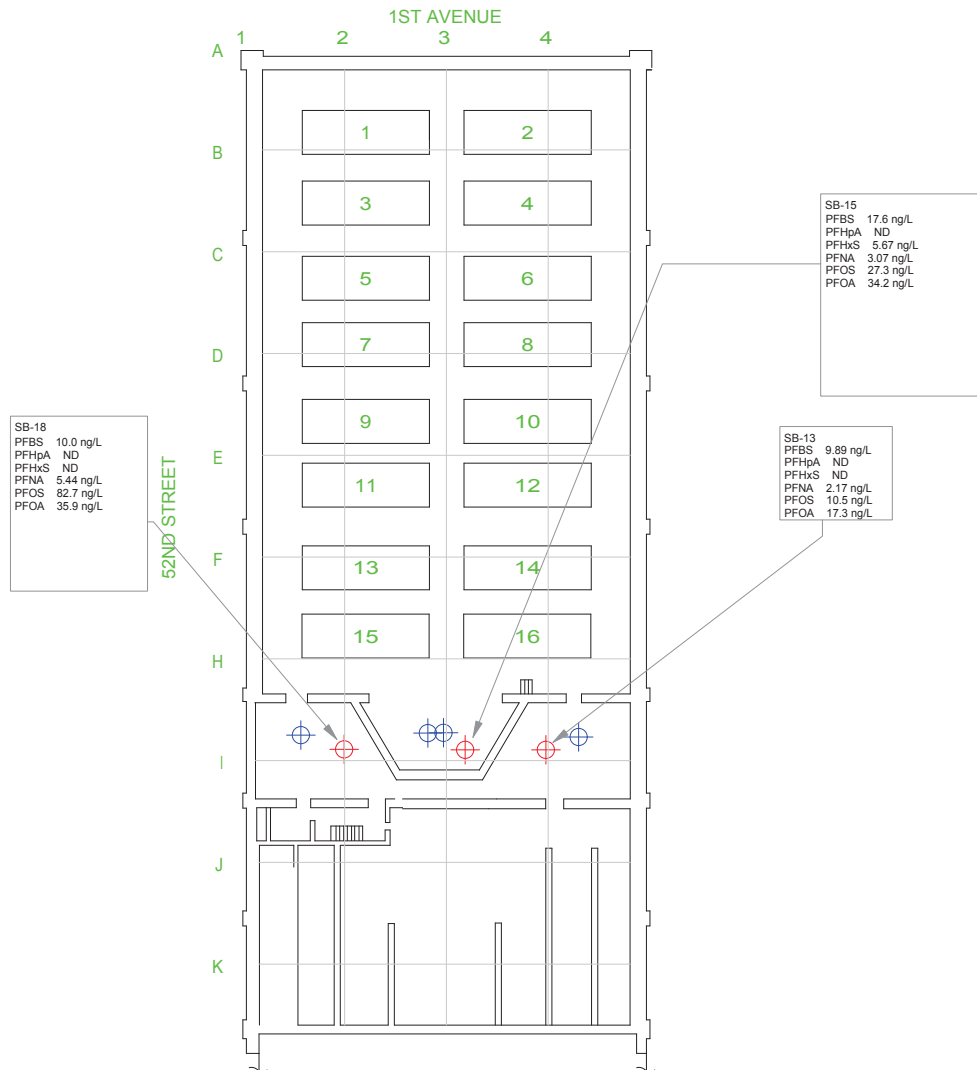 1ST AVENUE
1 2 3 4
A
1 2
B
3 4
SB-15
PFBS 17.6 ng/L
PFHpA ND
PFHxS 5.67 ng/L
PFNA 3.07 ng/L
PFOS 27.3 ng/L
PFOA 34.2 ng/L
C
5 6
7 8
D
9 10
SB-18
PFBS 10.0 ng/L
PFHpA ND
PFHxS ND
PFNA 5.44 ng/L
PFOS 82.7 ng/L
PFOA 35.9 ng/L
SB-13
PFBS 9.89 ng/L
PFHpA ND
PFHxS ND
PFNA 2.17 ng/L
PFOS 10.5 ng/L
PFOA 17.3 ng/L
E
52ND STREET
11 12
F
13 14
15 16
H
I
J
K